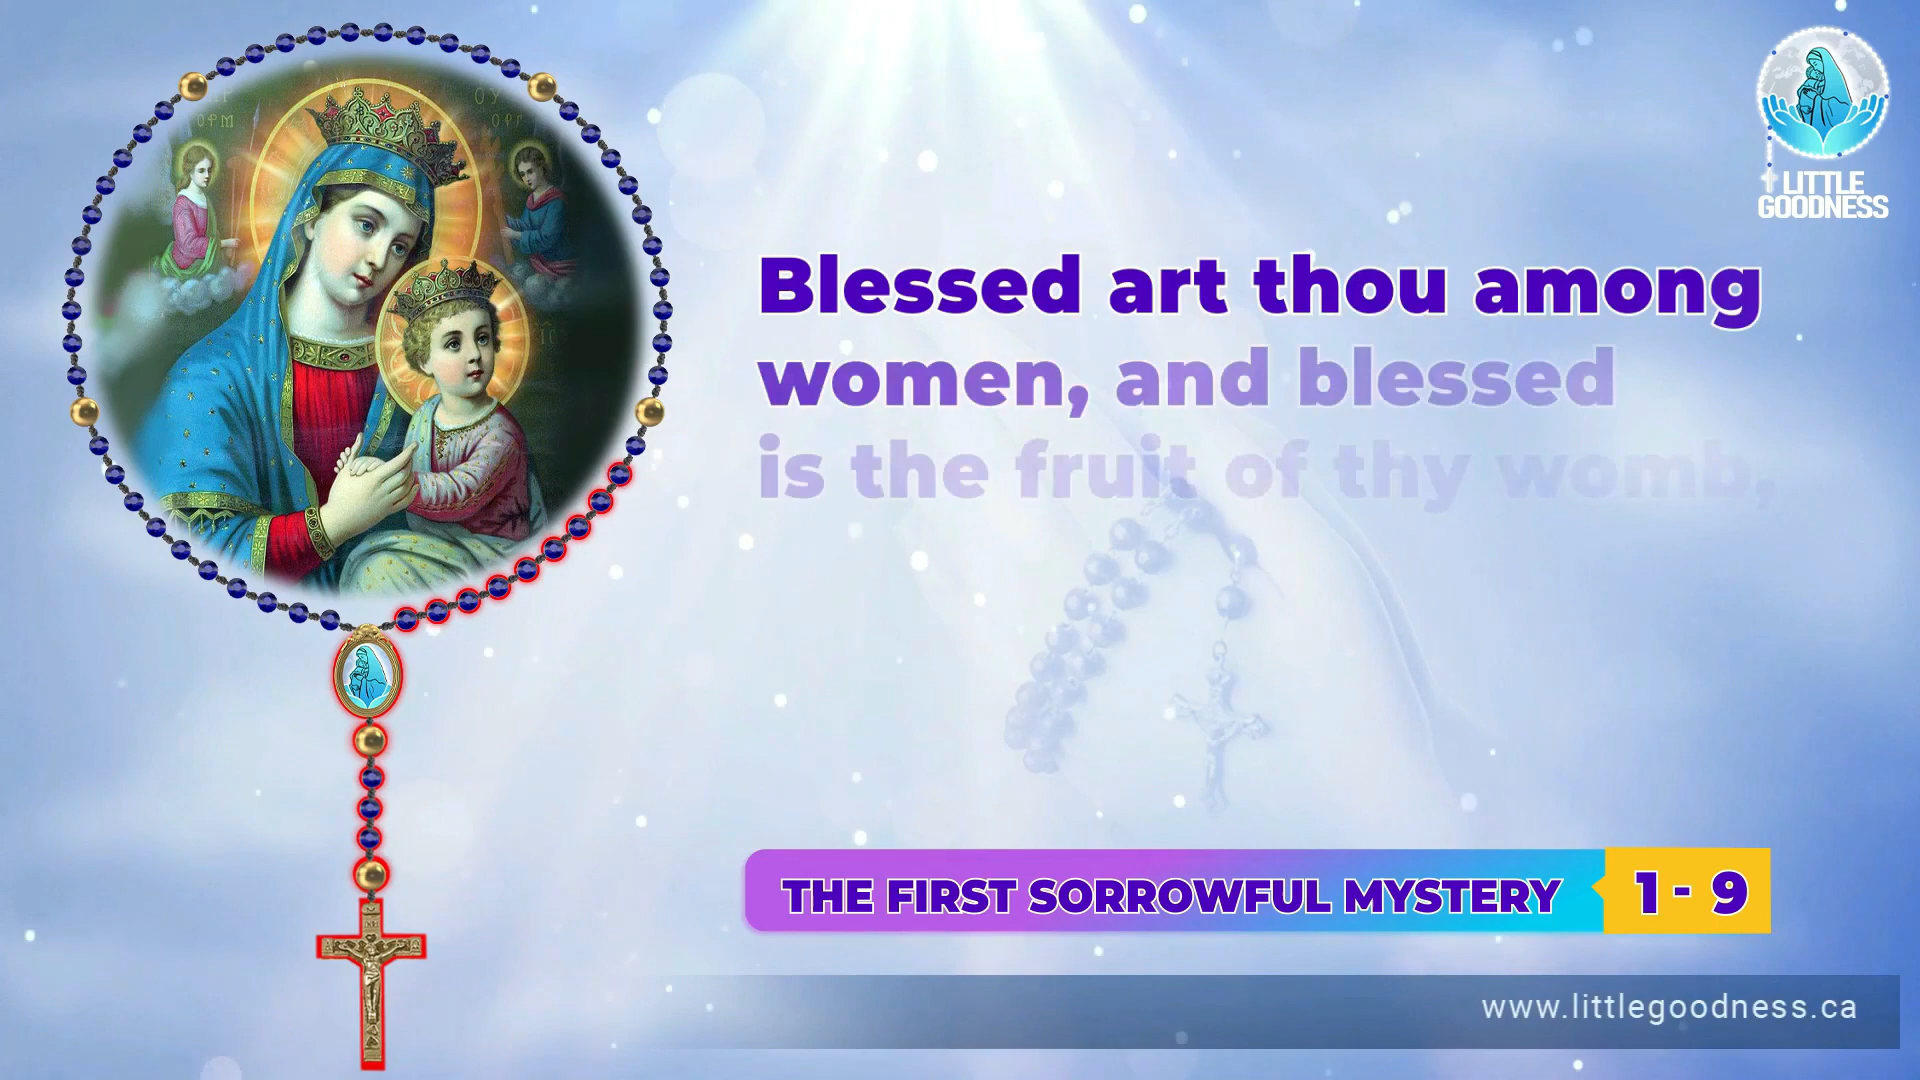 LITTLE
GOODNESS
Blessed art thou among
women, and blessed
is the fruit of thy womb,
THE FIRST SORROWFUL MYSTERY 1 - 9
www.littlegoodness.ca